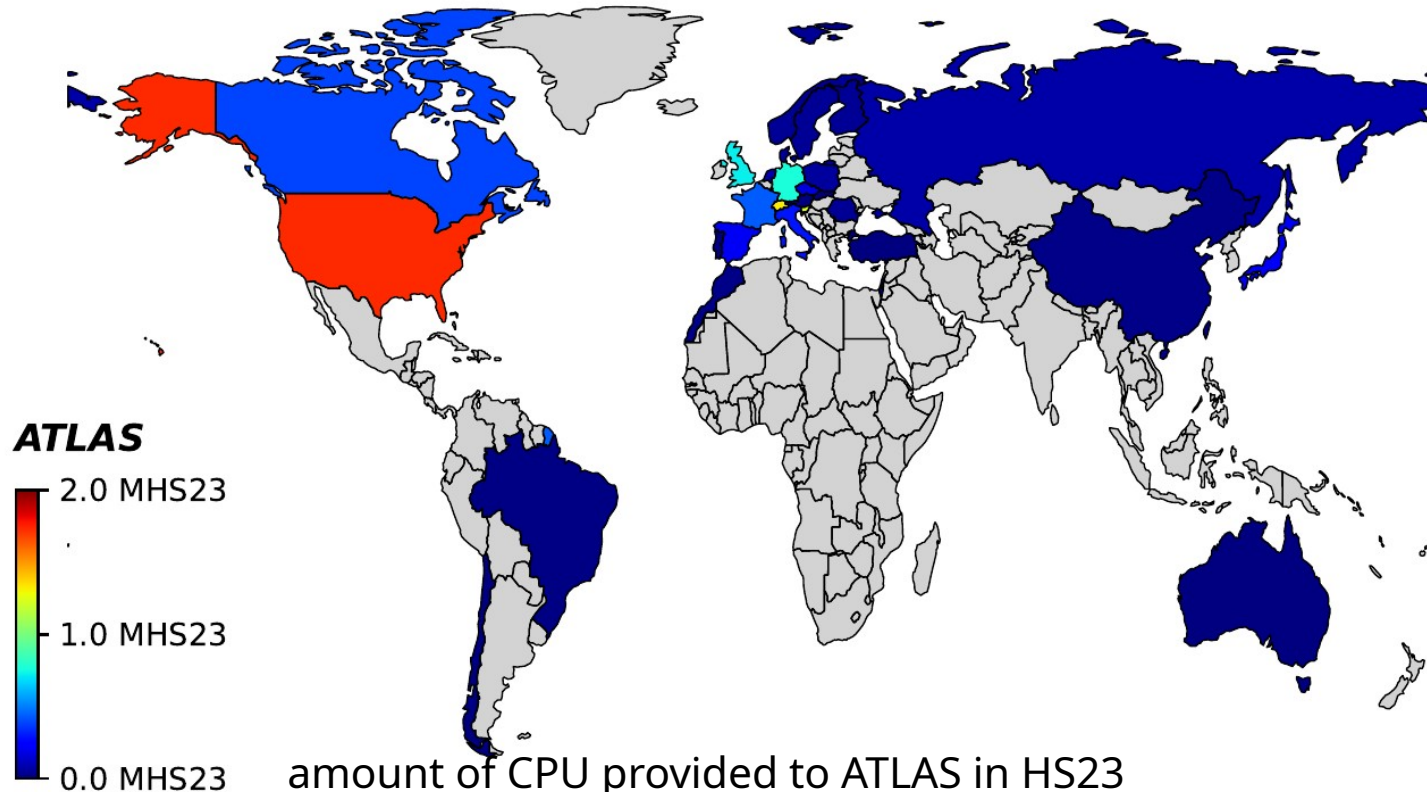 ATLAS
2.0 MHS23
1.0 MHS23
0.0 MHS23
amount of CPU provided to ATLAS in HS23